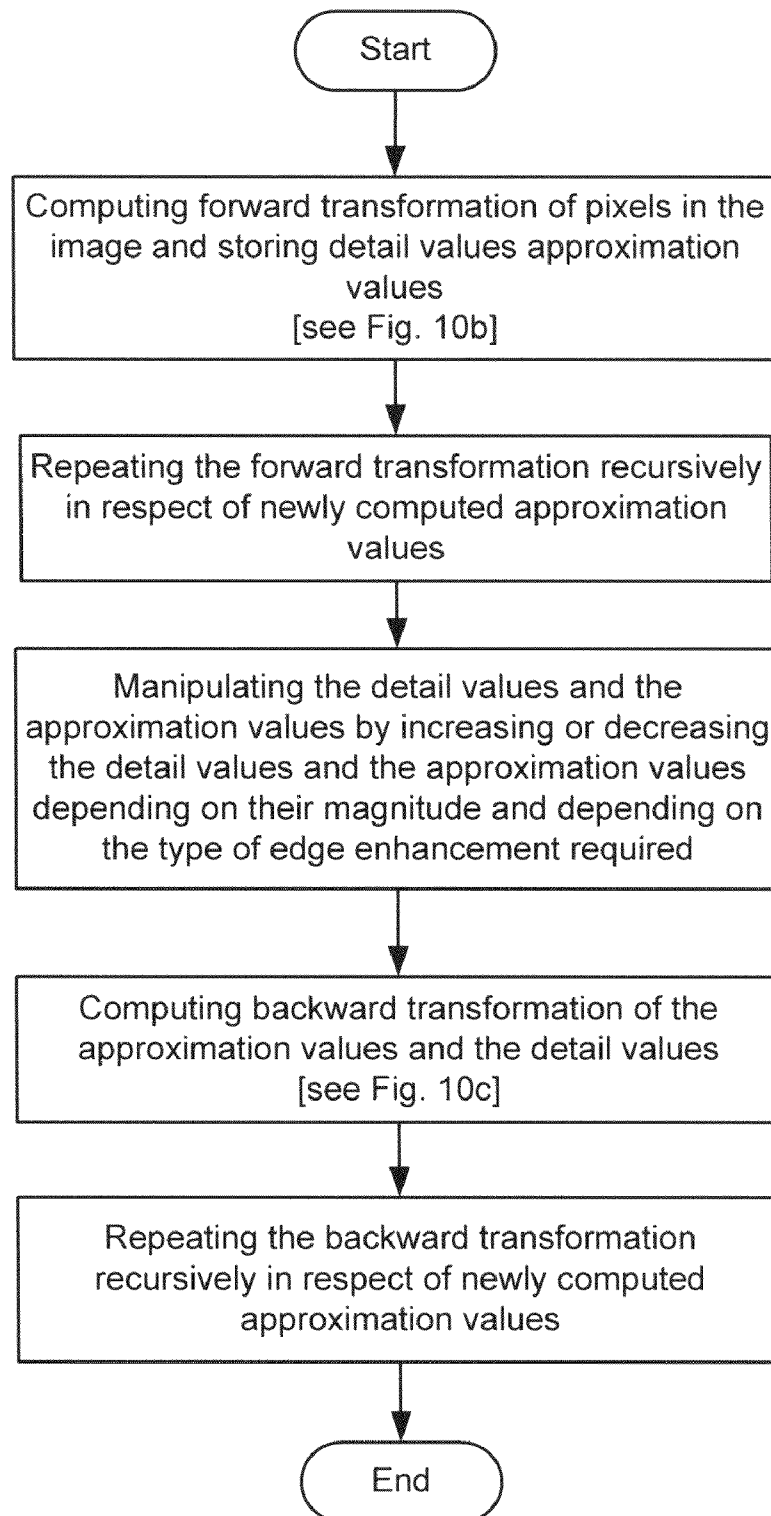 Start
Computing forward transformation of pixels in the
image and storing detail values approximation
values
[see Fig. 10b]
Repeating the forward transformation recursively
in respect of newly computed approximation
values
Manipulating the detail values and the
approximation values by increasing or decreasing
the detail values and the approximation values
depending on their magnitude and depending on
the type of edge enhancement required
Computing backward transformation of the
approximation values and the detail values
[see Fig. 10c]
Repeating the backward transformation
recursively in respect of newly computed
approximation values
End